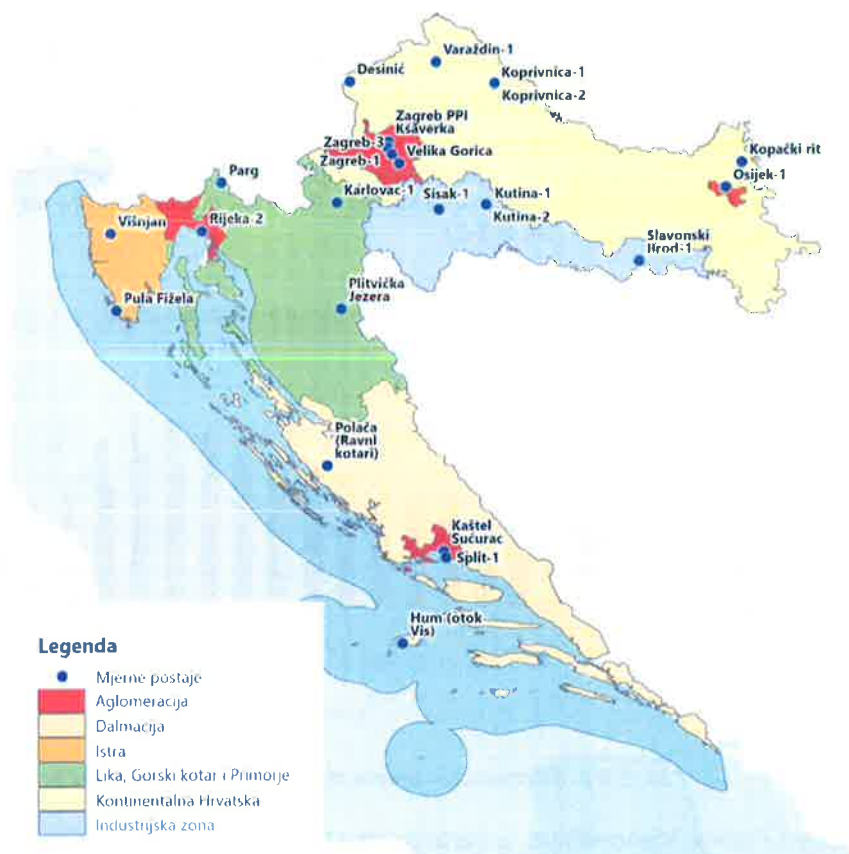 Varaždin-1
Desinić
Koprivnica-1
Koprivnica-2
Zagreb PPI
Ksaverka
Zagreb-3
Zagreb-1
Velika Gorica
Kopački rit
Osijek-1
Parg
Karlovac-1
Sisak-1
Kutina-1
Kutina-2
Višnjan
Rijeka-2
Slavonski
Brod-1
Pula Fižela
Plitvička
Jezera
Polača
(Ravni
kotari)
Kaštel
Sućurac
Split-1
Hum (otok
Vis)
Legenda
Mjerne postaje
Aglomeracija
Dalmacija
Istra
Lika, Gorski kotar i Primorje
Kontinentalna Hrvatska
Industrijska zona